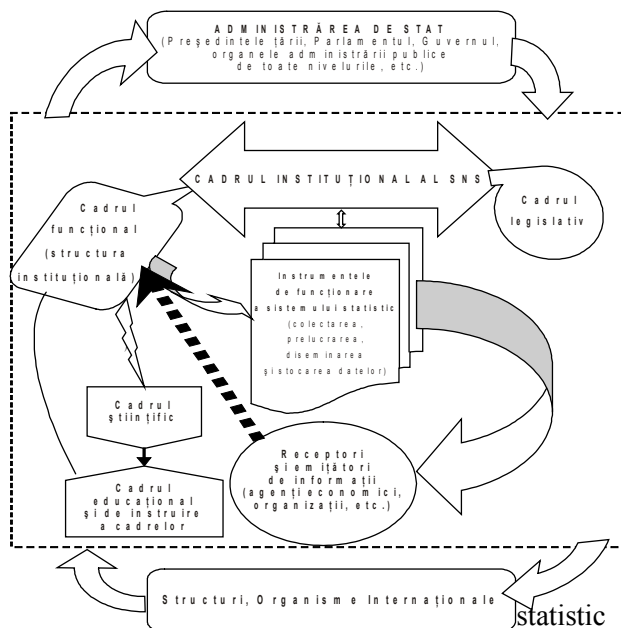 ADMINISTRĂREA DE STAT
(Președintele țării, Parlamentul, Guvernul,
organele administrării publice
de toate nivelurile, etc.)
CADRUL INSTITUȚIONAL AL SNS
Cadrul
funcțional
(structura
instituțională)
Cadrul
legislativ
Instrumentele
de funcționare
a sistemului statistic
(colectarea,
prelucrarea,
diseminarea
și stocarea datelor)
Cadrul
științific
Cadrul
educațional
și de instruire
a cadrelor
Receptori
și emițători
de informații
(agenți economici,
organizații, etc.)
Structuri, Organisme Internaționale
statistic